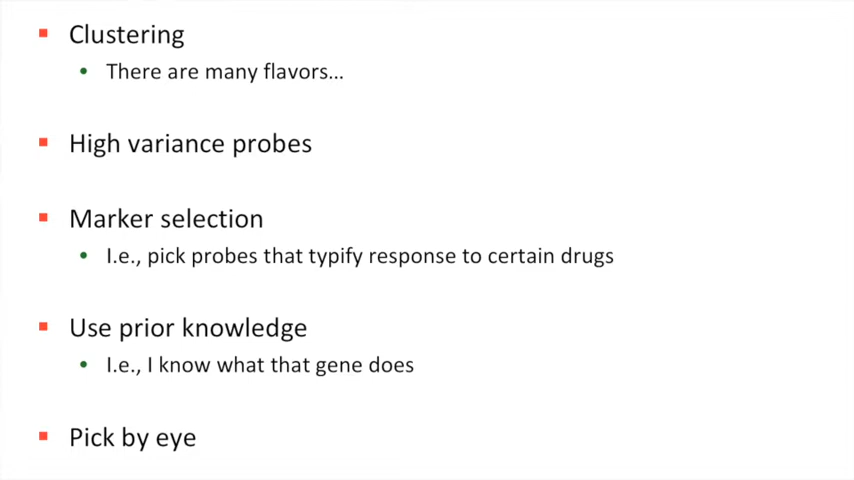 Clustering
There are many flavors…
High variance probes
Marker selection
I.e., pick probes that typify response to certain drugs
Use prior knowledge
I.e., I know what that gene does
Pick by eye